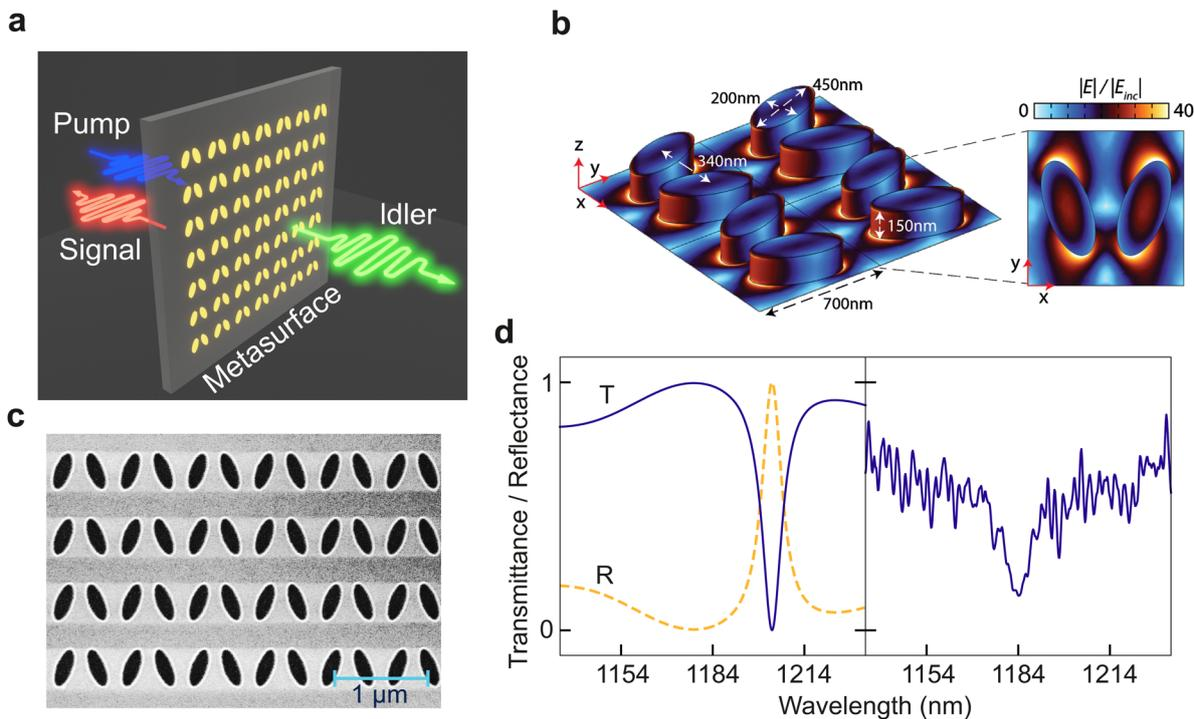 a
Pump
Signal
Idler
Metasurface
b
200nm
450nm
340nm
150nm
700nm
z
y
x
|E| / |E_inc|
0
40
y
x
c
1 µm
d
Transmittance / Reflectance
1
0
T
R
1154
1184
1214
1154
1184
1214
Wavelength (nm)